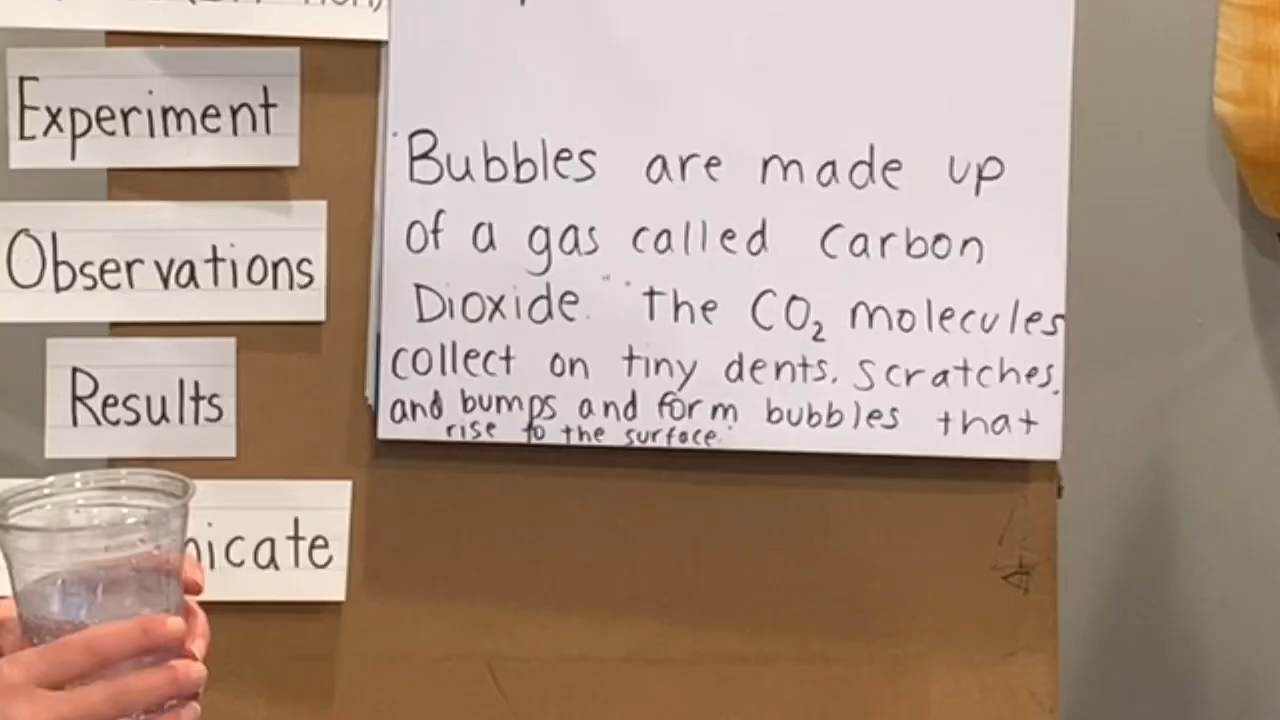 Experiment
Observations
Results
nicate
Bubbles are made up
of a gas called Carbon
Dioxide. the CO₂ molecules
collect on tiny dents, scratches,
and bumps and form bubbles that
rise to the surface.